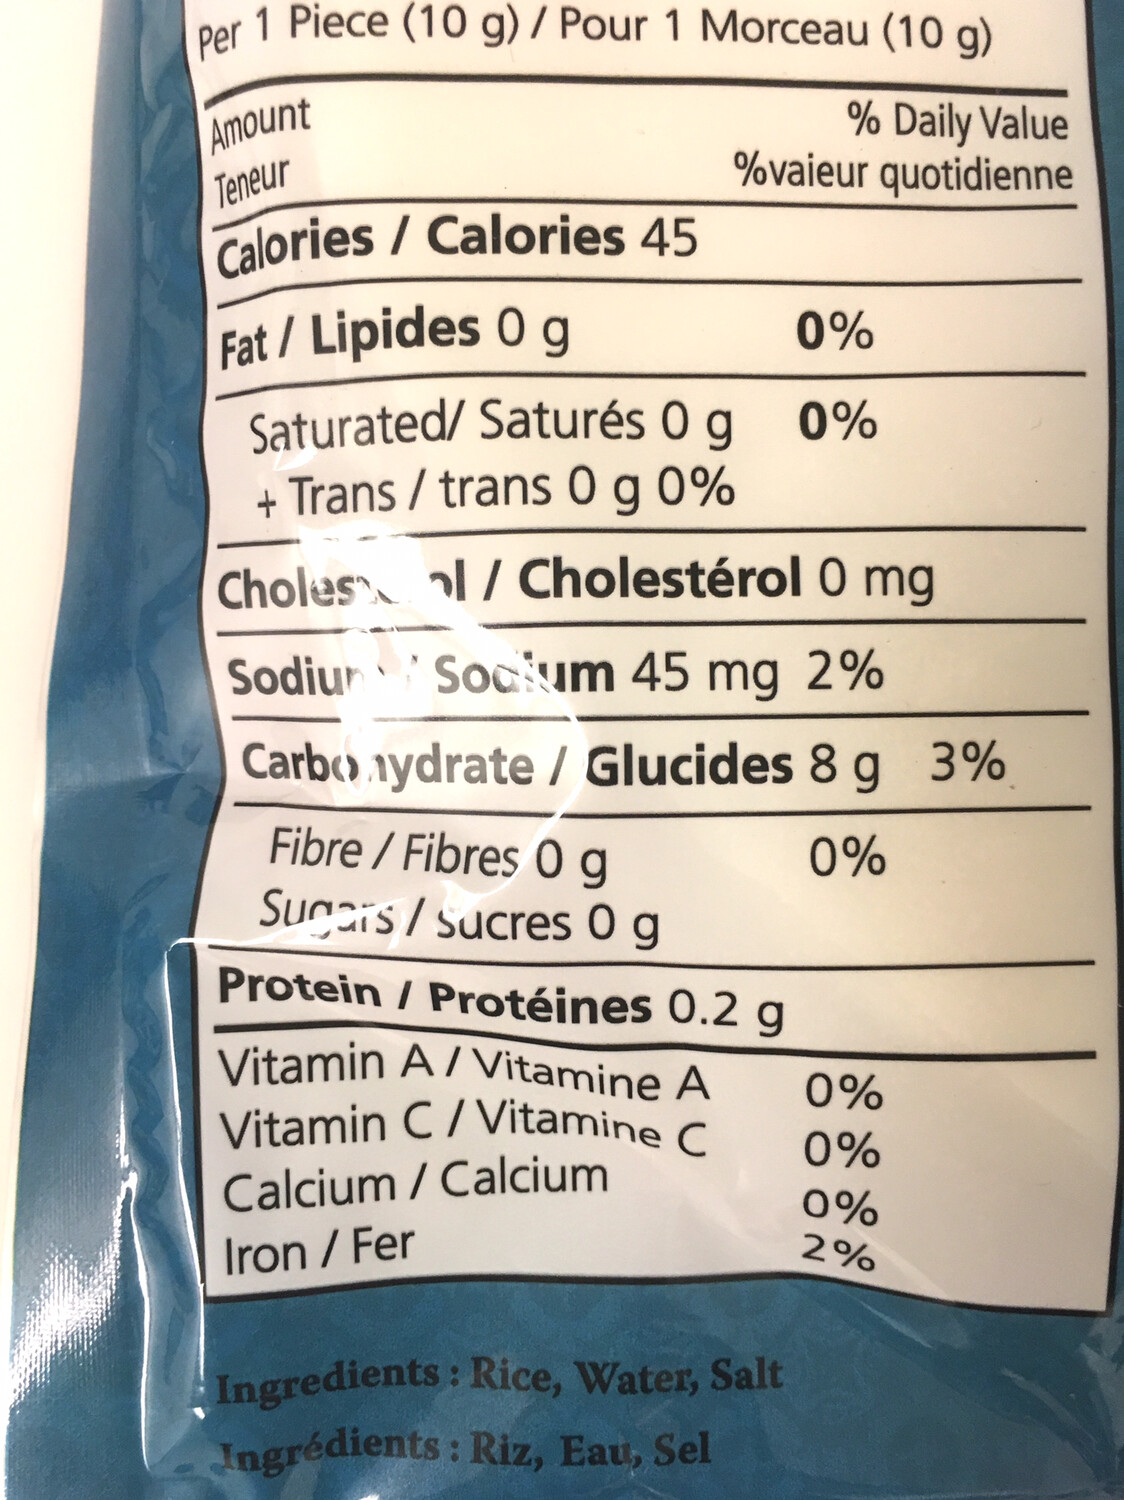 Per 1 Piece (10 g) / Pour 1 Morceau (10 g)
Amount
% Daily Value
Teneur
%vaieur quotidienne
Calories / Calories 45
Fat / Lipides 0 g 0%
Saturated/ Saturés 0 g 0%
+ Trans / trans 0 g 0%
Cholesterol / Cholestérol 0 mg
Sodium / Sodium 45 mg 2%
Carbohydrate / Glucides 8 g 3%
Fibre / Fibres 0 g 0%
Sugars / sucres 0 g
Protein / Protéines 0.2 g
Vitamin A / Vitamine A 0%
Vitamin C / Vitamine C 0%
Calcium / Calcium 0%
Iron / Fer 2%
Ingredients : Rice, Water, Salt
Ingrédients : Riz, Eau, Sel